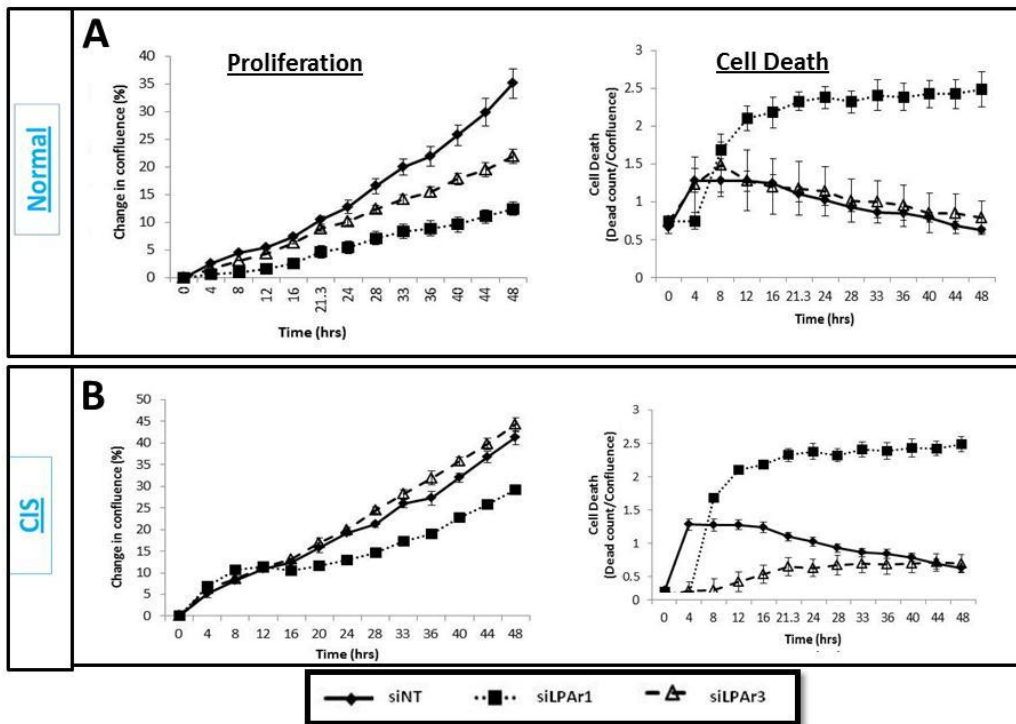 Normal
A
Proliferation
Change in confluence (%)
40
35
30
25
20
15
10
5
0
0 4 8 12 16 21.3 24 28 33 36 40 44 48
Time (hrs)
Cell Death
Cell Death
(Dead count/Confluence)
3
2.5
2
1.5
1
0.5
0
0 4 8 12 16 21.3 24 28 33 36 40 44 48
Time (hrs)
CIS
B
Change in confluence (%)
50
45
40
35
30
25
20
15
10
5
0
0 4 8 12 16 20 24 28 33 36 40 44 48
Time (hrs)
Cell Death
(Dead count/Confluence)
3
2.5
2
1.5
1
0.5
0 4 8 12 16 21.3 24 28 33 36 40 44 48
Time (hrs)
siNT siLPAr1 siLPAr3